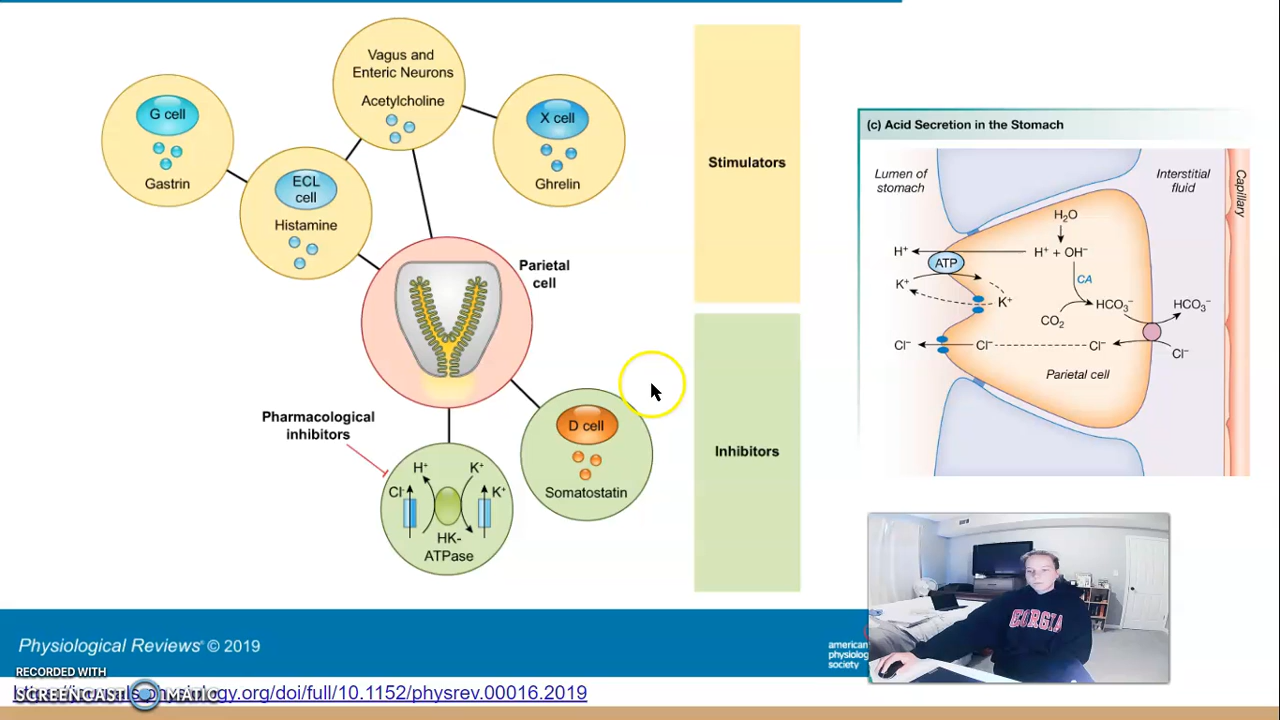 Vagus and
Enteric Neurons
Acetylcholine
G cell
Gastrin
X cell
Ghrelin
ECL
cell
Histamine
Parietal
cell
Pharmacological
inhibitors
H⁺
K⁺
Cl⁻
K⁺
HK-
ATPase
D cell
Somatostatin
Stimulators
Inhibitors
(c) Acid Secretion in the Stomach
Lumen of
stomach
Interstitial
fluid
Capillary
H₂O
H⁺
H⁺ + OH⁻
ATP
CA
K⁺
K⁺
HCO₃⁻
HCO₃⁻
CO₂
Cl⁻
Cl⁻
Cl⁻
Cl⁻
Parietal cell
Physiological Reviews® © 2019
american
society
RECORDED WITH
SCREENCAST MATIC
gy.org/doi/full/10.1152/physrev.00016.2019
GEORGIA